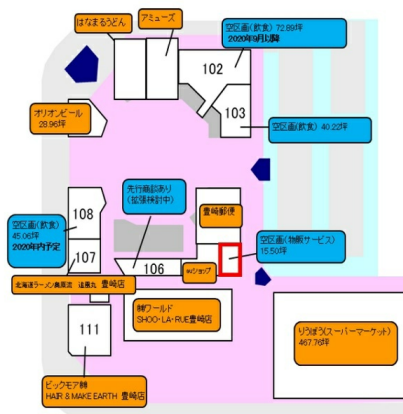 はなまるうどん
アミューズ
空区画(飲食) 72.89坪
2020年9月以降
102
オリオンビール
28.96坪
103
空区画(飲食) 40.22坪
先行商談あり
(拡張検討中)
豊崎郵便
108
空区画(飲食)
45.06坪
2020年内予定
空区画(物販サービス)
15.50坪
107
106
auショップ
北海道ラーメン奥原流 豊崎店
㈱ワールド
SHOO・LA・RUE豊崎店
111
りうぼう(スーパーマーケット)
467.76坪
ビックモア㈱
HAIR & MAKE EARTH 豊崎店